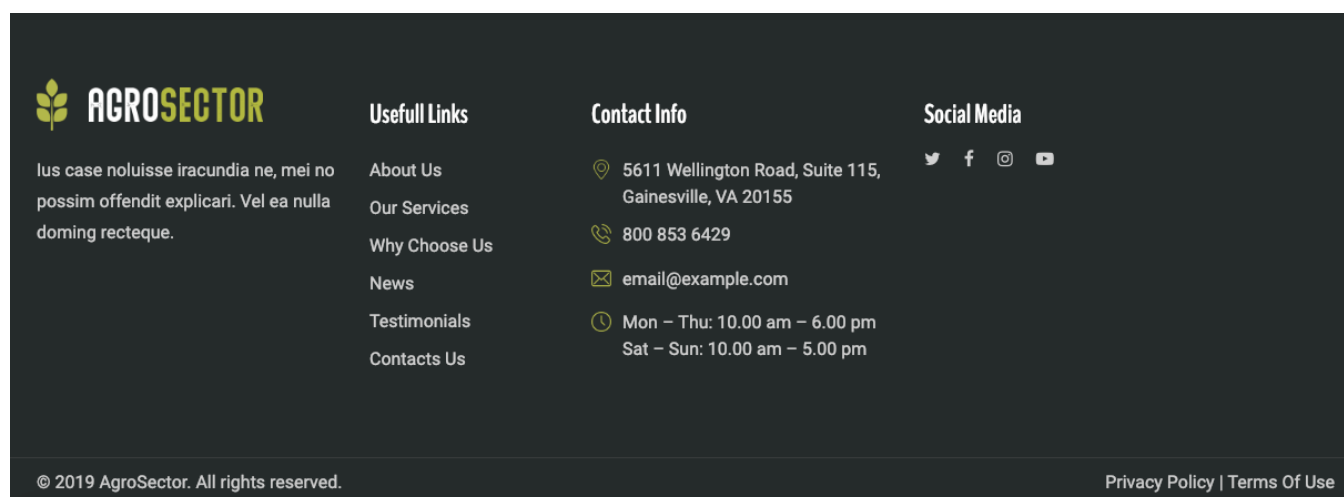 AGROSECTOR
Ius case noluisse iracundia ne, mei no
possim offendit explicari. Vel ea nulla
doming recteque.
Usefull Links
About Us
Our Services
Why Choose Us
News
Testimonials
Contacts Us
Contact Info
5611 Wellington Road, Suite 115,
Gainesville, VA 20155
800 853 6429
email@example.com
Mon – Thu: 10.00 am – 6.00 pm
Sat – Sun: 10.00 am – 5.00 pm
Social Media
© 2019 AgroSector. All rights reserved.
Privacy Policy | Terms Of Use